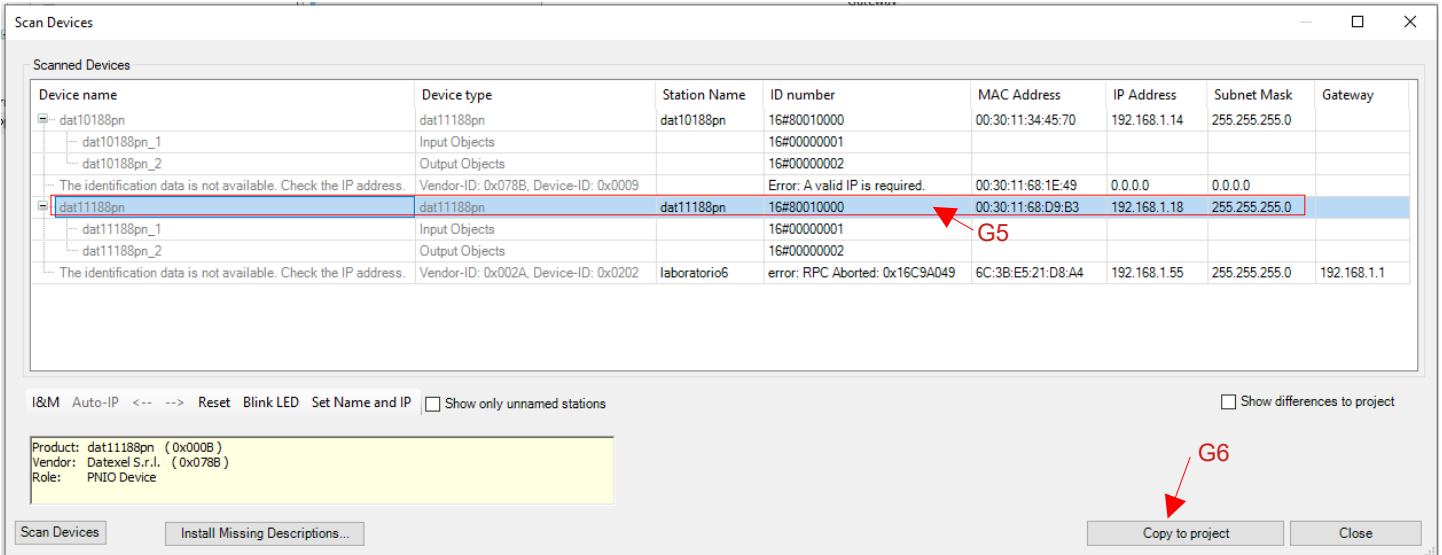 Gateway
Scan Devices
Scanned Devices
Device name Device type Station Name ID number MAC Address IP Address Subnet Mask Gateway
dat10188pn dat11188pn dat10188pn 16#80010000 00:30:11:34:45:70 192.168.1.14 255.255.255.0
dat10188pn_1 Input Objects 16#00000001
dat10188pn_2 Output Objects 16#00000002
The identification data is not available. Check the IP address. Vendor-ID: 0x078B, Device-ID: 0x0009 Error: A valid IP is required. 00:30:11:68:1E:49 0.0.0.0 0.0.0.0
dat11188pn dat11188pn dat11188pn 16#80010000 00:30:11:68:D9:B3 192.168.1.18 255.255.255.0
dat11188pn_1 Input Objects 16#00000001
G5
dat11188pn_2 Output Objects 16#00000002
The identification data is not available. Check the IP address. Vendor-ID: 0x002A, Device-ID: 0x0202 laboratorio6 error: RPC Aborted: 0x16C9A049 6C:3B:E5:21:D8:A4 192.168.1.55 255.255.255.0 192.168.1.1
I&M Auto-IP <-- --> Reset Blink LED Set Name and IP Show only unnamed stations Show differences to project
Product: dat11188pn (0x000B)
Vendor: Datexel S.r.l. (0x078B)
Role: PNIO Device
G6
Scan Devices Install Missing Descriptions... Copy to project Close